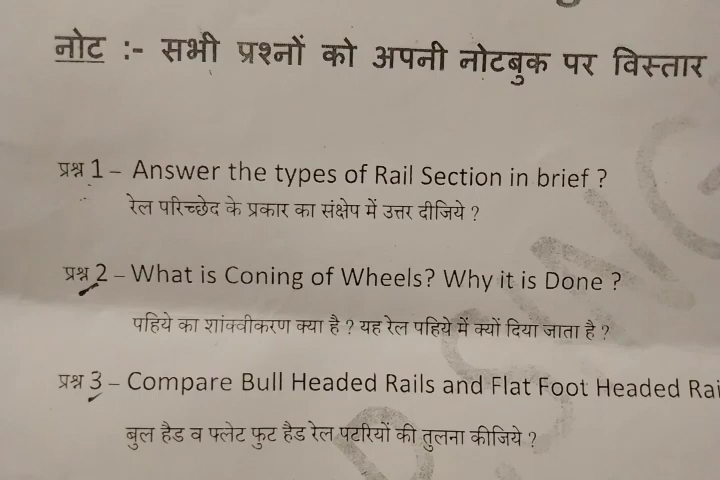 नोट :- सभी प्रश्नों को अपनी नोटबुक पर विस्तार
प्रश्न 1 – Answer the types of Rail Section in brief ?
रेल परिच्छेद के प्रकार का संक्षेप में उत्तर दीजिये ?
प्रश्न 2 – What is Coning of Wheels? Why it is Done ?
पहिये का शांक्वीकरण क्या है ? यह रेल पहिये में क्यों दिया जाता है ?
प्रश्न 3 – Compare Bull Headed Rails and Flat Foot Headed Rai
बुल हैड व फ्लेट फुट हैड रेल पटरियों की तुलना कीजिये ?